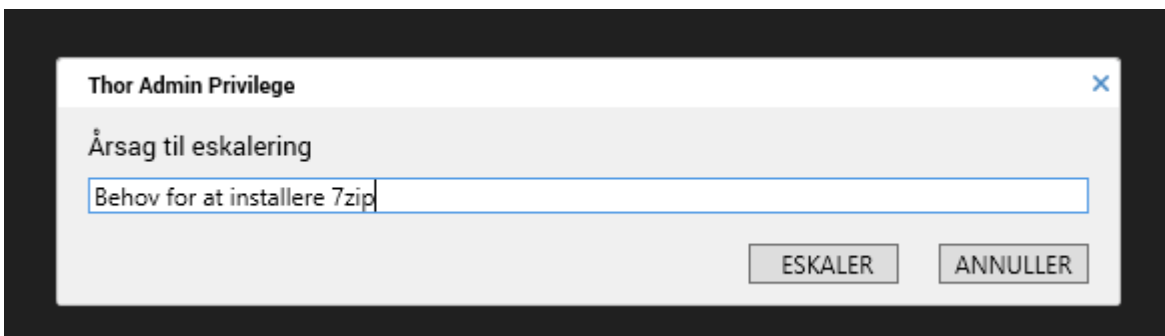 Thor Admin Privilege
Årsag til eskalering
Behov for at installere 7zip
ESKALER ANNULLER